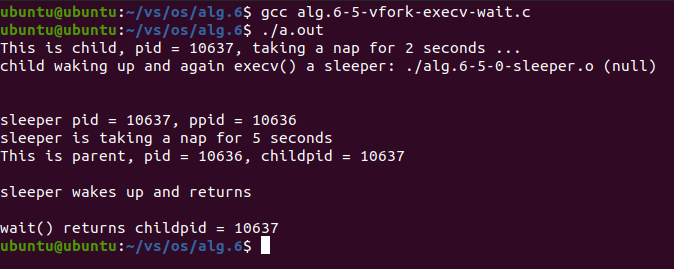 ubuntu@ubuntu:~/vs/os/alg.6$ gcc alg.6-5-vfork-execv-wait.c
ubuntu@ubuntu:~/vs/os/alg.6$ ./a.out
This is child, pid = 10637, taking a nap for 2 seconds ...
child waking up and again execv() a sleeper: ./alg.6-5-0-sleeper.o (null)
sleeper pid = 10637, ppid = 10636
sleeper is taking a nap for 5 seconds
This is parent, pid = 10636, childpid = 10637
sleeper wakes up and returns
wait() returns childpid = 10637
ubuntu@ubuntu:~/vs/os/alg.6$